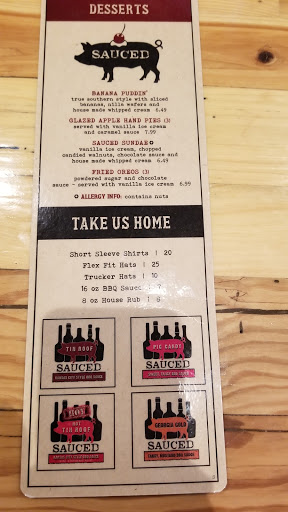 DESSERTS
SAUCED
BANANA PUDDIN'
true southern style with sliced
bananas, nilla wafers and
house made whipped cream 6.49
GLAZED APPLE HAND PIES (3)
served with vanilla ice cream
and caramel sauce 7.99
SAUCED SUNDAE✪
vanilla ice cream, chopped
candied walnuts, chocolate sauce and
house made whipped cream 6.49
FRIED OREOS (3)
powdered sugar and chocolate
sauce - served with vanilla ice cream 6.99
✪ ALLERGY INFO: contains nuts
TAKE US HOME
Short Sleeve Shirts | 20
Flex Fit Hats | 25
Trucker Hats | 10
16 oz BBQ Sauce | 7
8 oz House Rub | 8
TIN ROOF
SAUCED
PIG CANDY
SAUCED
HOT
TIN ROOF
SAUCED
GEORGIA GOLD
SAUCED